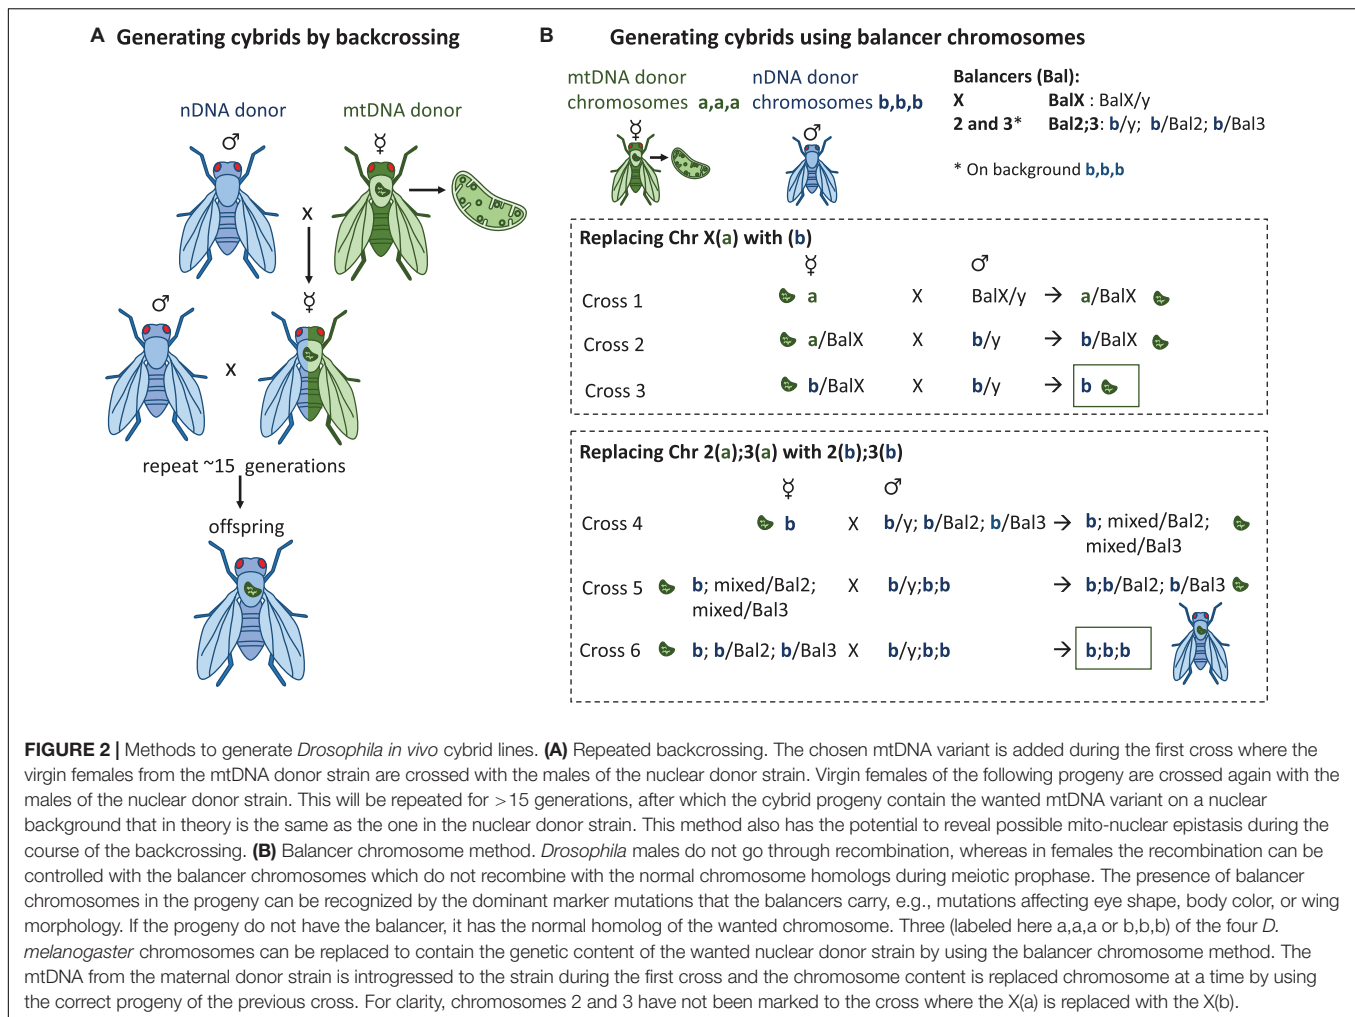 A Generating cybrids by backcrossing
nDNA donor
mtDNA donor
♂
☿
X
♂
☿
X
repeat ~15 generations
offspring
B Generating cybrids using balancer chromosomes
mtDNA donor
chromosomes a,a,a
☿
nDNA donor
chromosomes b,b,b
♂
Balancers (Bal):
X BalX : BalX/y
2 and 3* Bal2;3: b/y; b/Bal2; b/Bal3
* On background b,b,b
Replacing Chr X(a) with (b)
☿ ♂
Cross 1 a X BalX/y → a/BalX
Cross 2 a/BalX X b/y → b/BalX
Cross 3 b/BalX X b/y → b
Replacing Chr 2(a);3(a) with 2(b);3(b)
☿ ♂
Cross 4 b X b/y; b/Bal2; b/Bal3 → b; mixed/Bal2;
mixed/Bal3
Cross 5 b; mixed/Bal2; X b/y;b;b → b;b/Bal2; b/Bal3
mixed/Bal3
Cross 6 b; b/Bal2; b/Bal3 X b/y;b;b → b;b;b
FIGURE 2 | Methods to generate Drosophila in vivo cybrid lines. (A) Repeated backcrossing. The chosen mtDNA variant is added during the first cross where the
virgin females from the mtDNA donor strain are crossed with the males of the nuclear donor strain. Virgin females of the following progeny are crossed again with the
males of the nuclear donor strain. This will be repeated for >15 generations, after which the cybrid progeny contain the wanted mtDNA variant on a nuclear
background that in theory is the same as the one in the nuclear donor strain. This method also has the potential to reveal possible mito-nuclear epistasis during the
course of the backcrossing. (B) Balancer chromosome method. Drosophila males do not go through recombination, whereas in females the recombination can be
controlled with the balancer chromosomes which do not recombine with the normal chromosome homologs during meiotic prophase. The presence of balancer
chromosomes in the progeny can be recognized by the dominant marker mutations that the balancers carry, e.g., mutations affecting eye shape, body color, or wing
morphology. If the progeny do not have the balancer, it has the normal homolog of the wanted chromosome. Three (labeled here a,a,a or b,b,b) of the four D.
melanogaster chromosomes can be replaced to contain the genetic content of the wanted nuclear donor strain by using the balancer chromosome method. The
mtDNA from the maternal donor strain is introgressed to the strain during the first cross and the chromosome content is replaced chromosome at a time by using
the correct progeny of the previous cross. For clarity, chromosomes 2 and 3 have not been marked to the cross where the X(a) is replaced with the X(b).